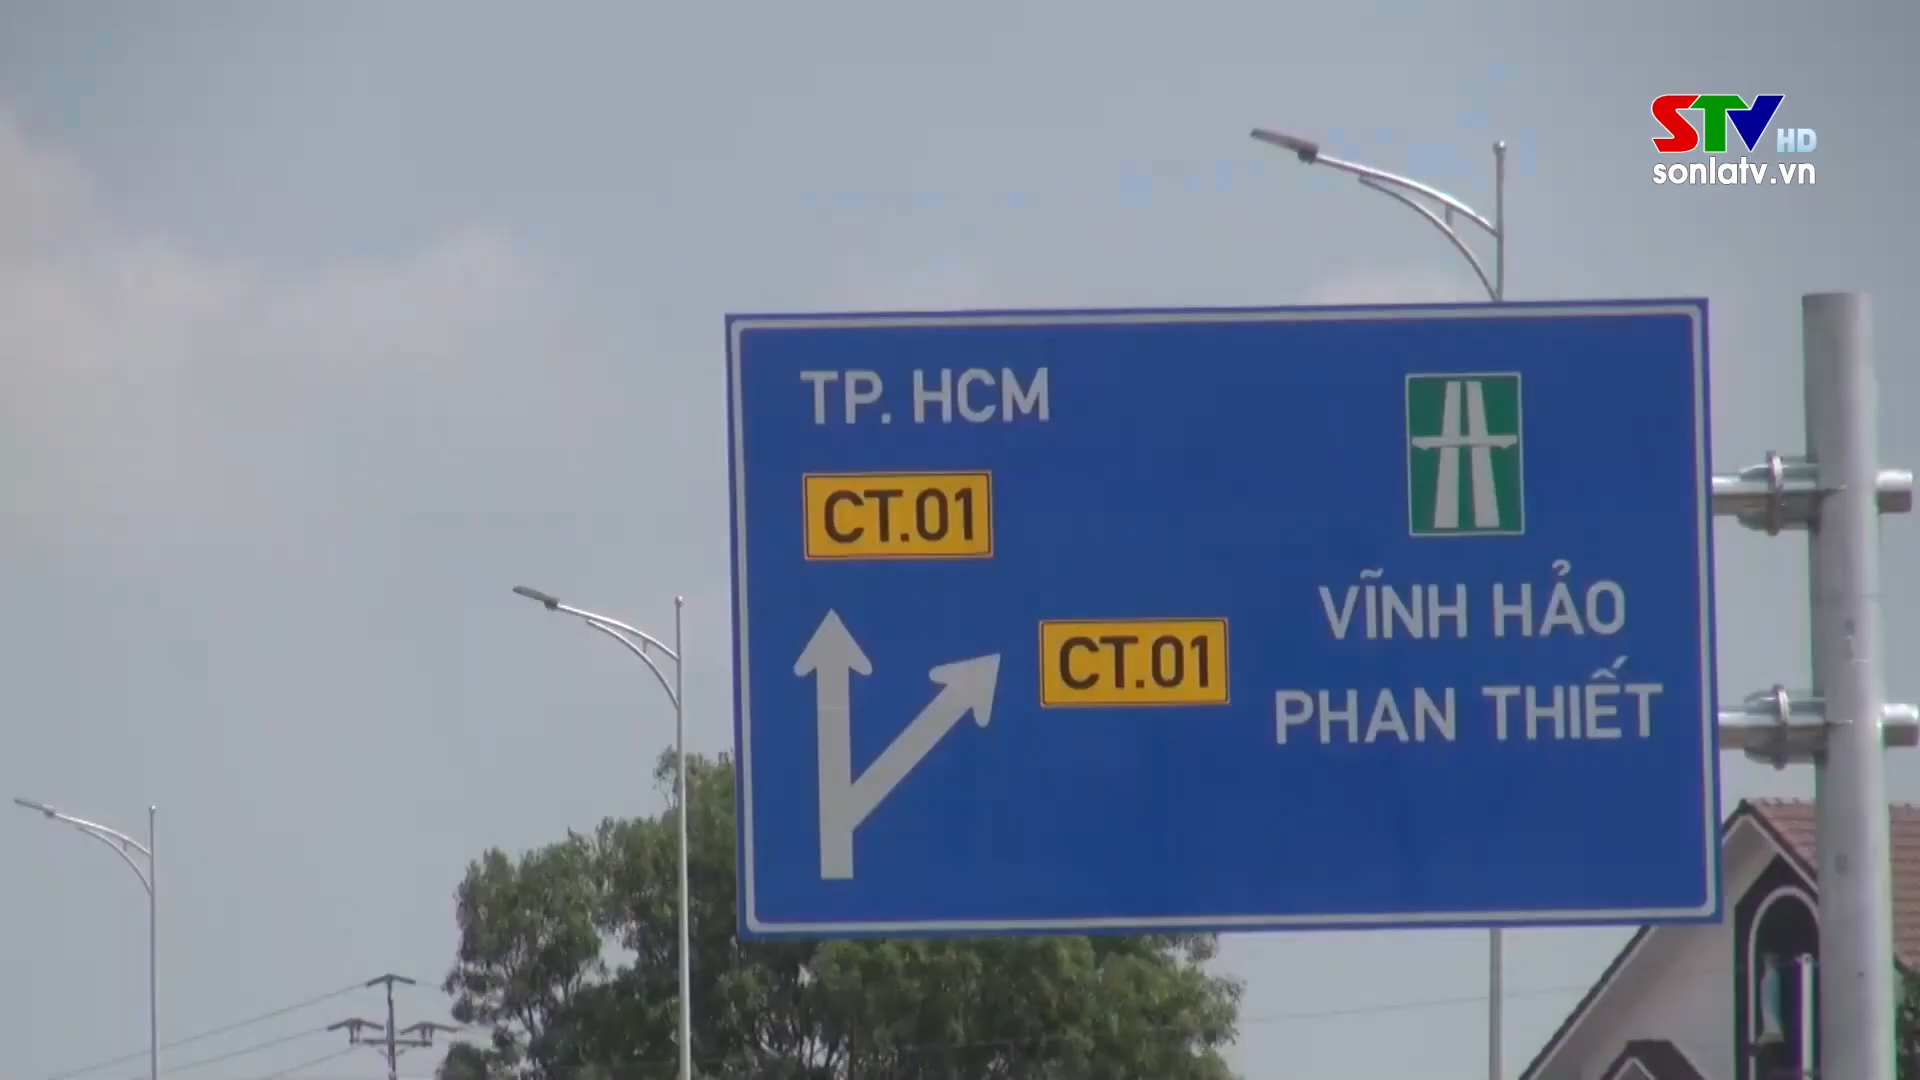 STV HD
sonlatv.vn
TP. HCM
CT.01
CT.01
VĨNH HẢO
PHAN THIẾT